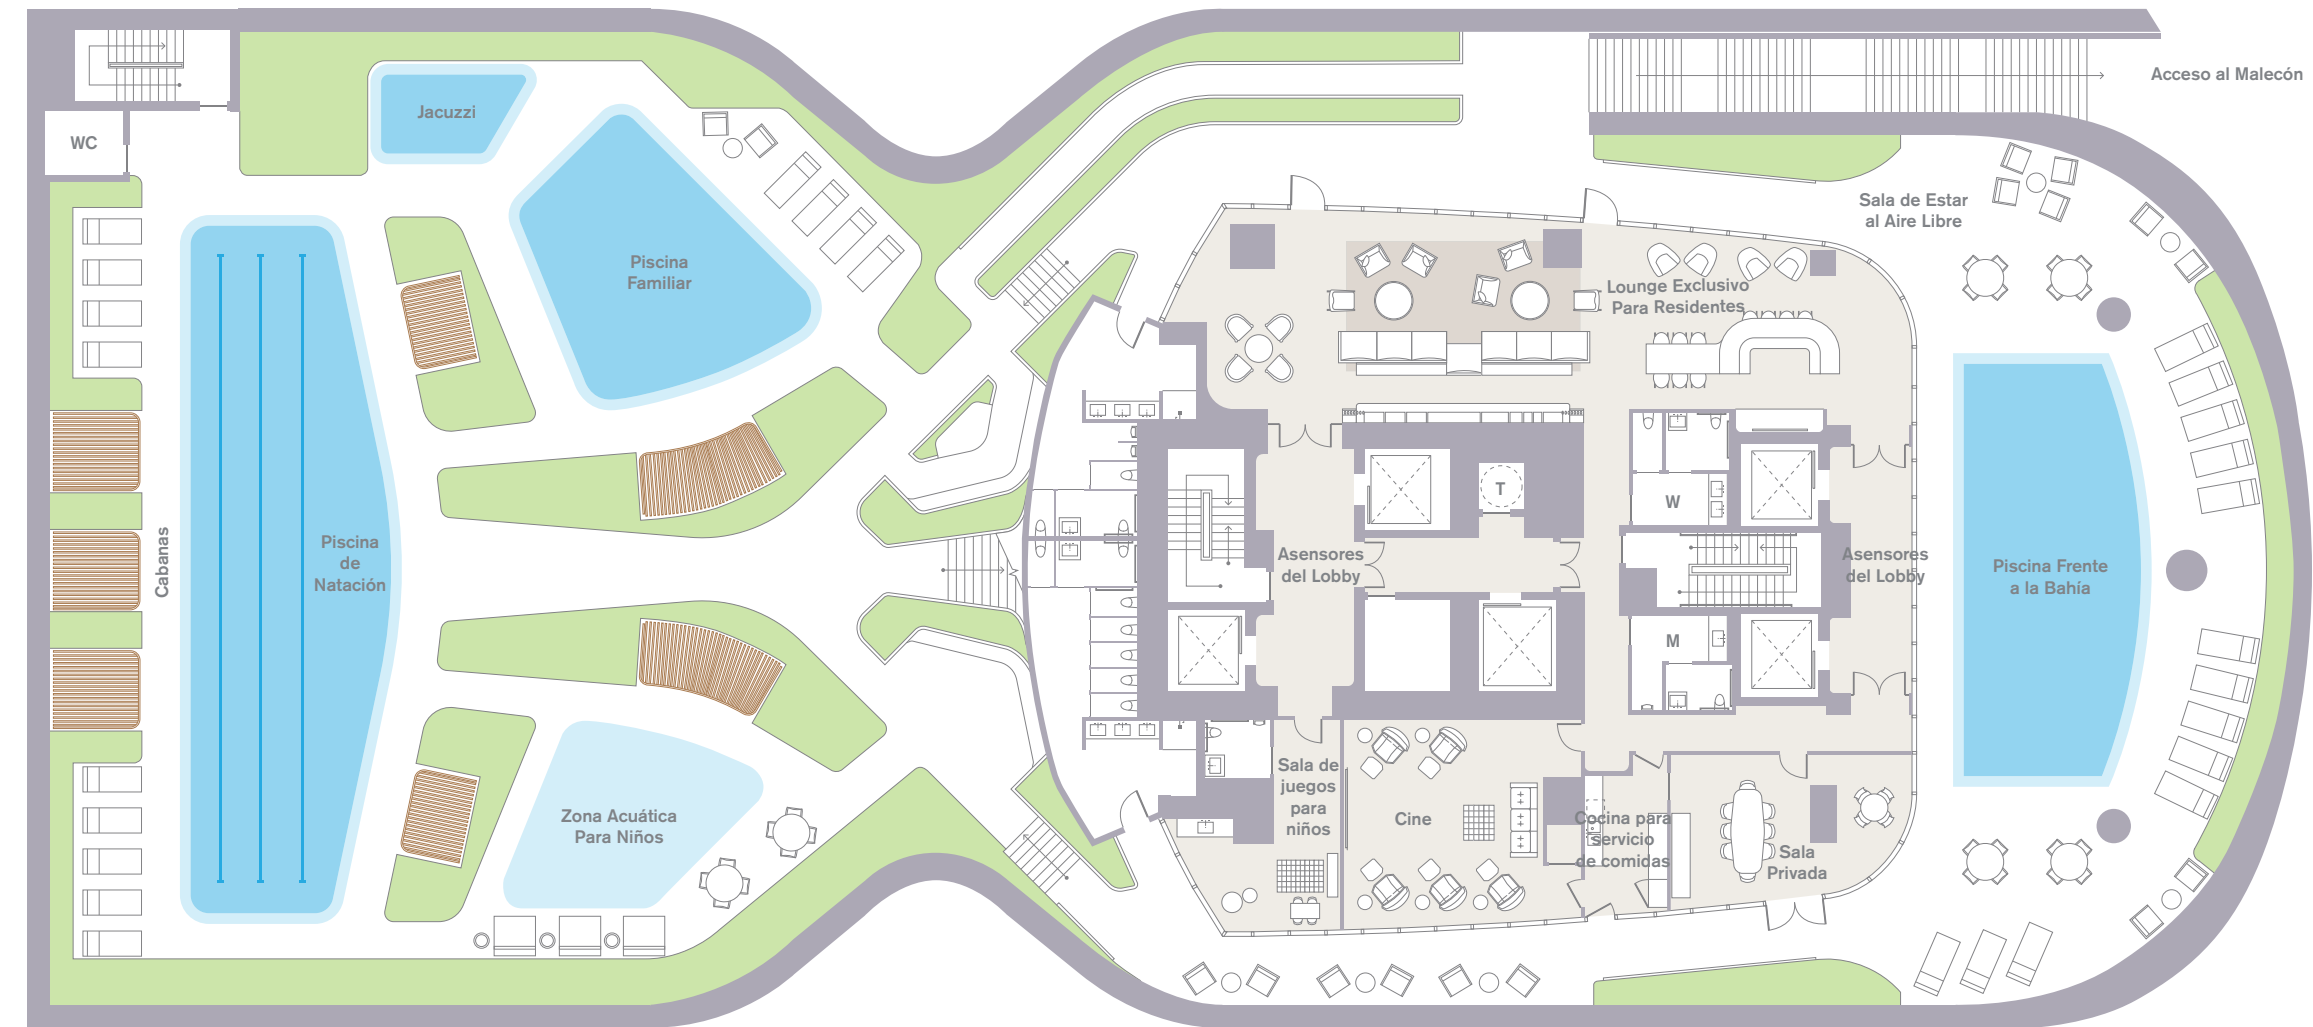 Acceso al Malecón
Jacuzzi
WC
Sala de Estar
al Aire Libre
Piscina
Familiar
Lounge Exclusivo
Para Residentes
T
W
Cabanas
Piscina
de
Natación
Asensores
del Lobby
Asensores
del Lobby
Piscina Frente
a la Bahía
M
Sala de
juegos
para
niños
Zona Acuática
Para Niños
Cine
Cocina para
servicio
de comidas
Sala
Privada